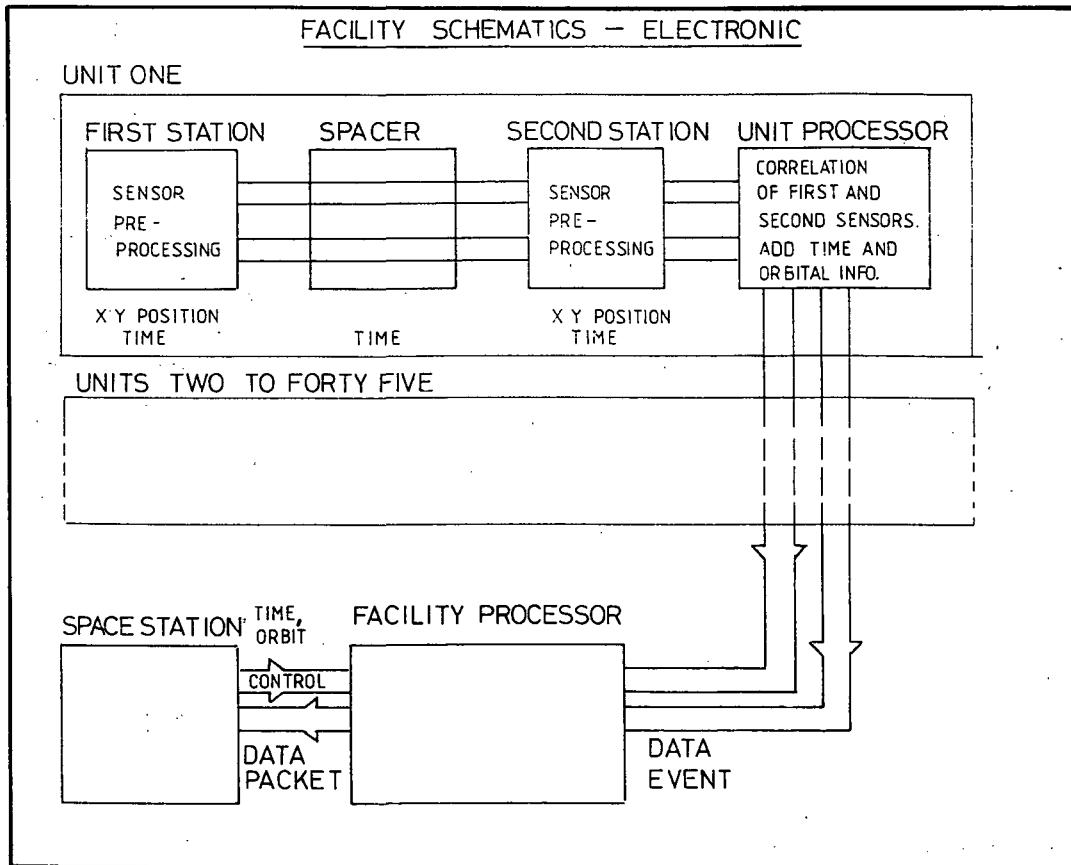 FACILITY SCHEMATICS — ELECTRONIC
UNIT ONE
FIRST STATION
SPACER
SECOND STATION
UNIT PROCESSOR
SENSOR
PRE-
PROCESSING
SENSOR
PRE-
PROCESSING
CORRELATION
OF FIRST AND
SECOND SENSORS.
ADD TIME AND
ORBITAL INFO.
X Y POSITION
TIME
TIME
X Y POSITION
TIME
UNITS TWO TO FORTY FIVE
SPACE STATION
TIME,
ORBIT
CONTROL
FACILITY PROCESSOR
DATA
PACKET
DATA
EVENT